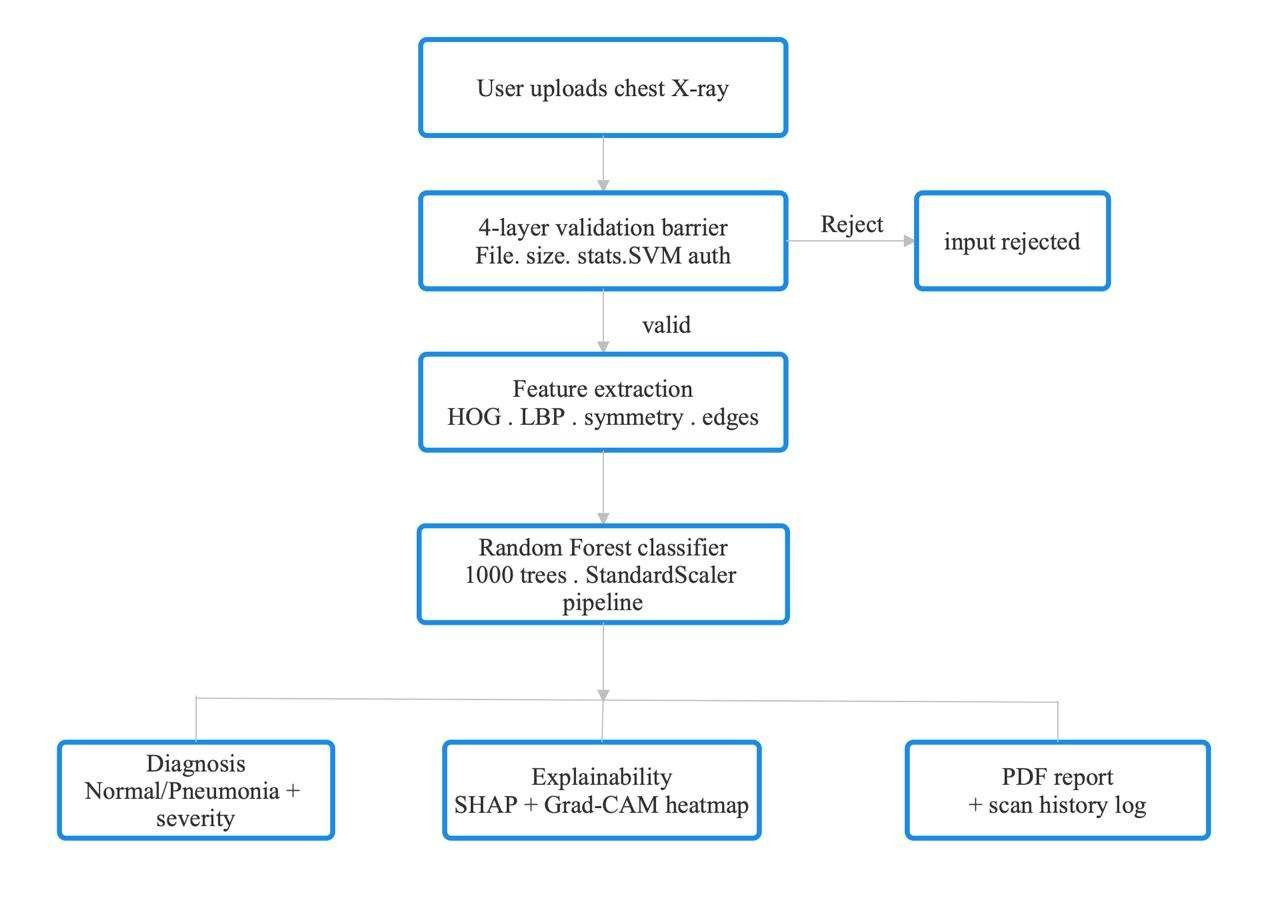 User uploads chest X-ray
4-layer validation barrier
File. size. stats.SVM auth
Reject
input rejected
valid
Feature extraction
HOG . LBP . symmetry . edges
Random Forest classifier
1000 trees . StandardScaler
pipeline
Diagnosis
Normal/Pneumonia +
severity
Explainability
SHAP + Grad-CAM heatmap
PDF report
+ scan history log